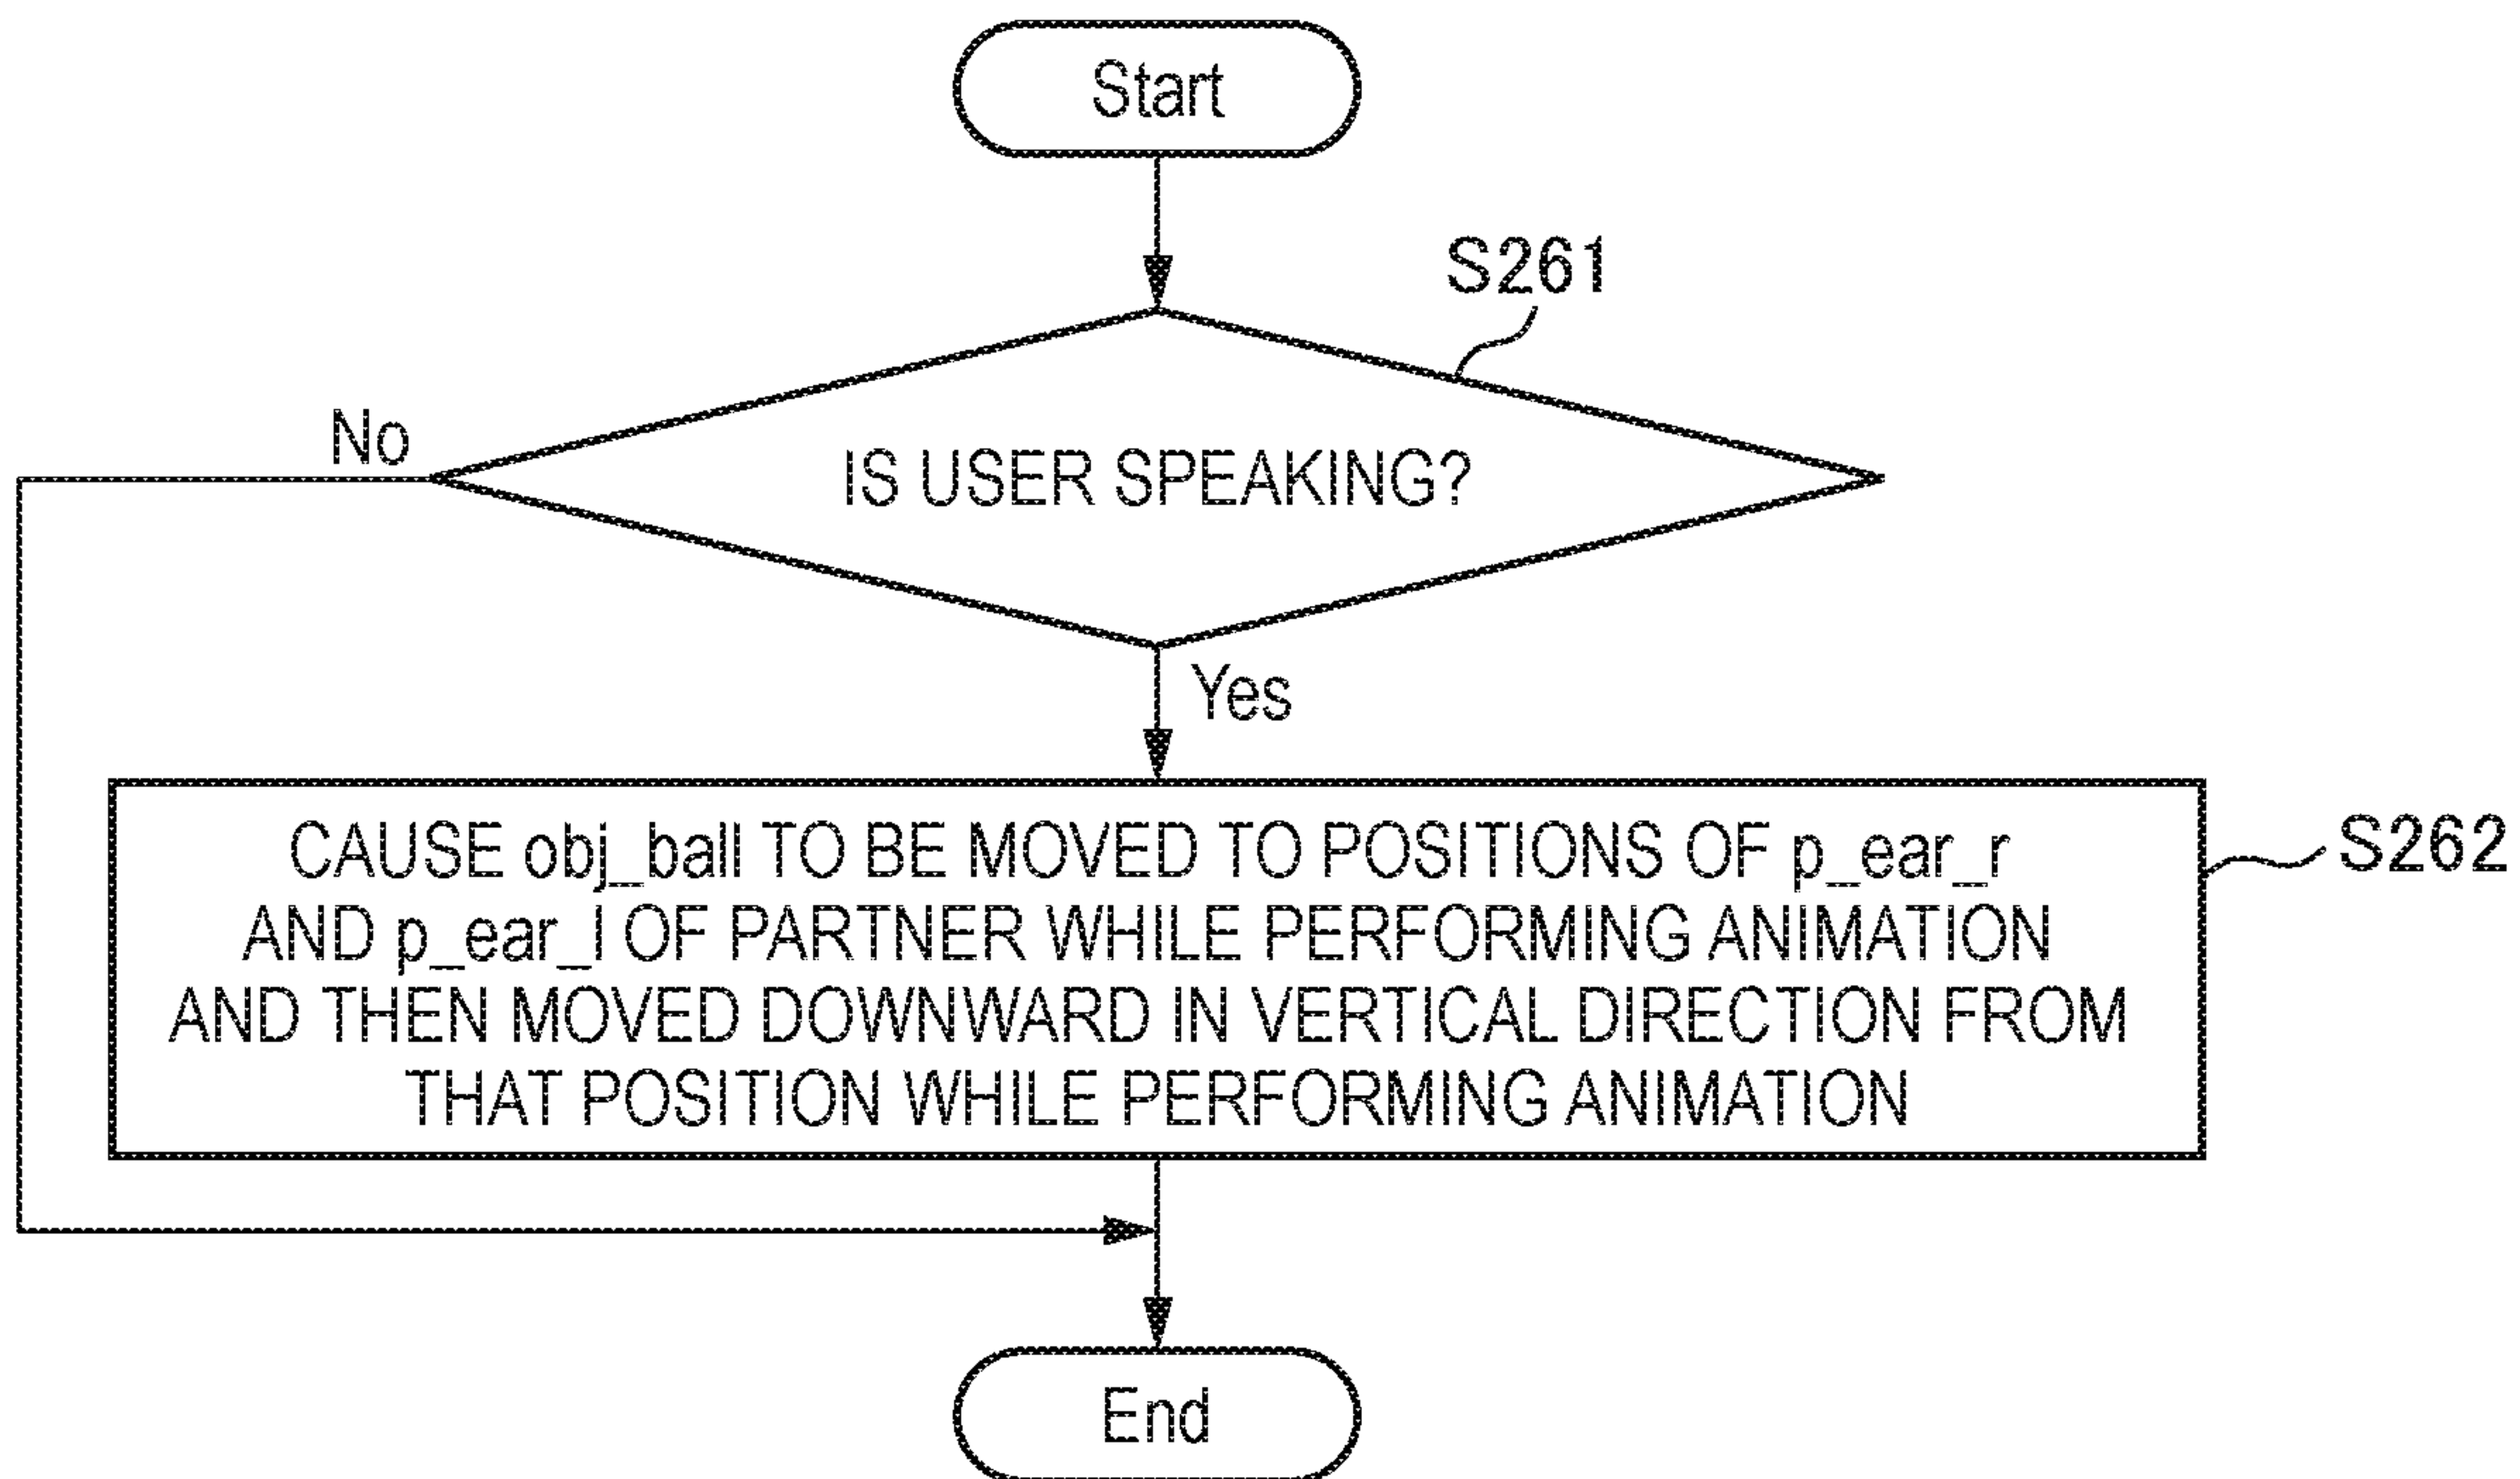 Start
S261
No
IS USER SPEAKING?
Yes
CAUSE obj_ball TO BE MOVED TO POSITIONS OF p_ear_r
AND p_ear_l OF PARTNER WHILE PERFORMING ANIMATION
AND THEN MOVED DOWNWARD IN VERTICAL DIRECTION FROM
THAT POSITION WHILE PERFORMING ANIMATION
S262
End